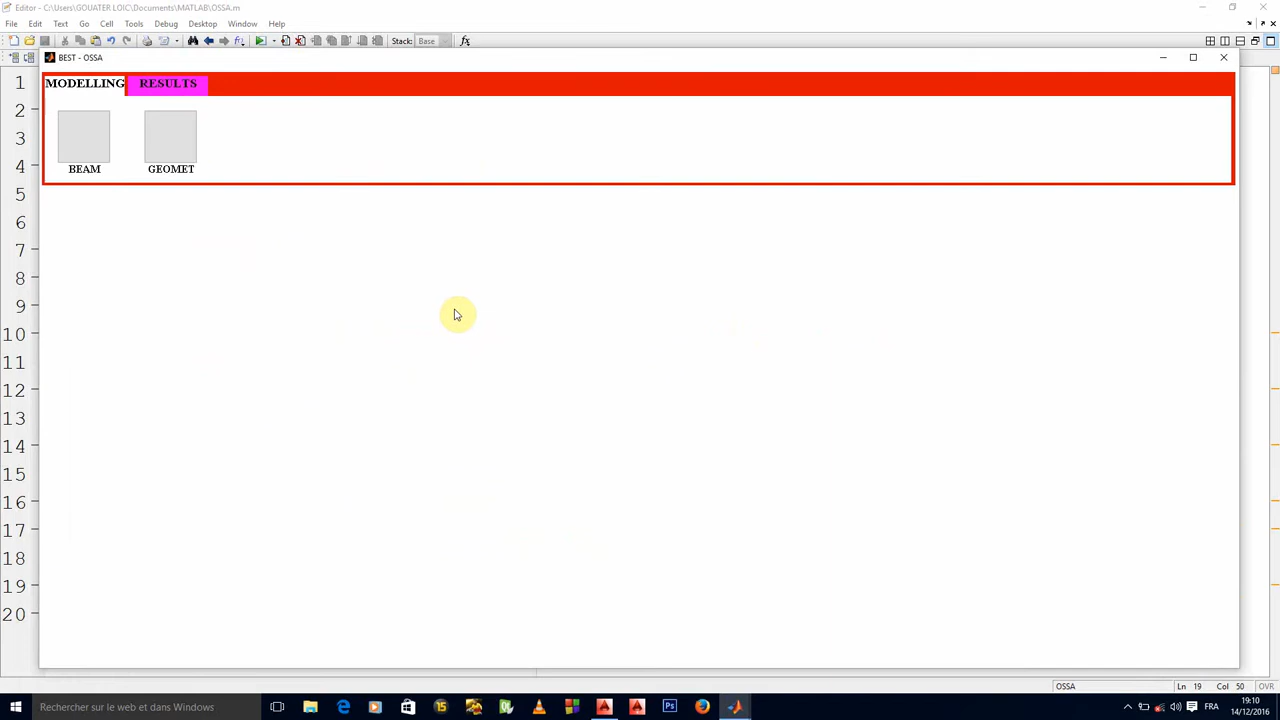 Editor - C:\Users\GOUATER LOIC\Documents\MATLAB\OSSA.m
File Edit Text Go Cell Tools Debug Desktop Window Help
Stack: Base fx
BEST - OSSA
MODELLING RESULTS
BEAM GEOMET
1
2
3
4
5
6
7
8
9
10
11
12
13
14
15
16
17
18
19
20
OSSA Ln 19 Col 50 OVR
Rechercher sur le web et dans Windows
FRA
19:10
14/12/2016